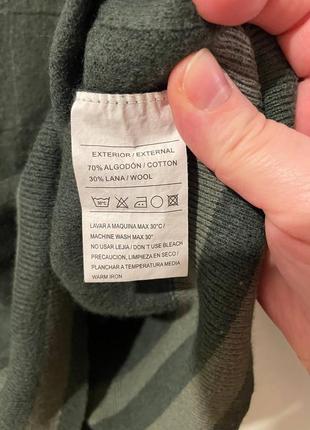 EXTERIOR / EXTERNAL
70% ALGODÓN / COTTON
30% LANA / WOOL
30°C
LAVAR A MAQUINA MAX 30°C /
MACHINE WASH MAX 30°
NO USAR LEJIA / DON´T USE BLEACH
PRECAUCION, LIMPIEZA EN SECO /
PLANCHAR A TEMPERATURA MEDIA
WARM IRON